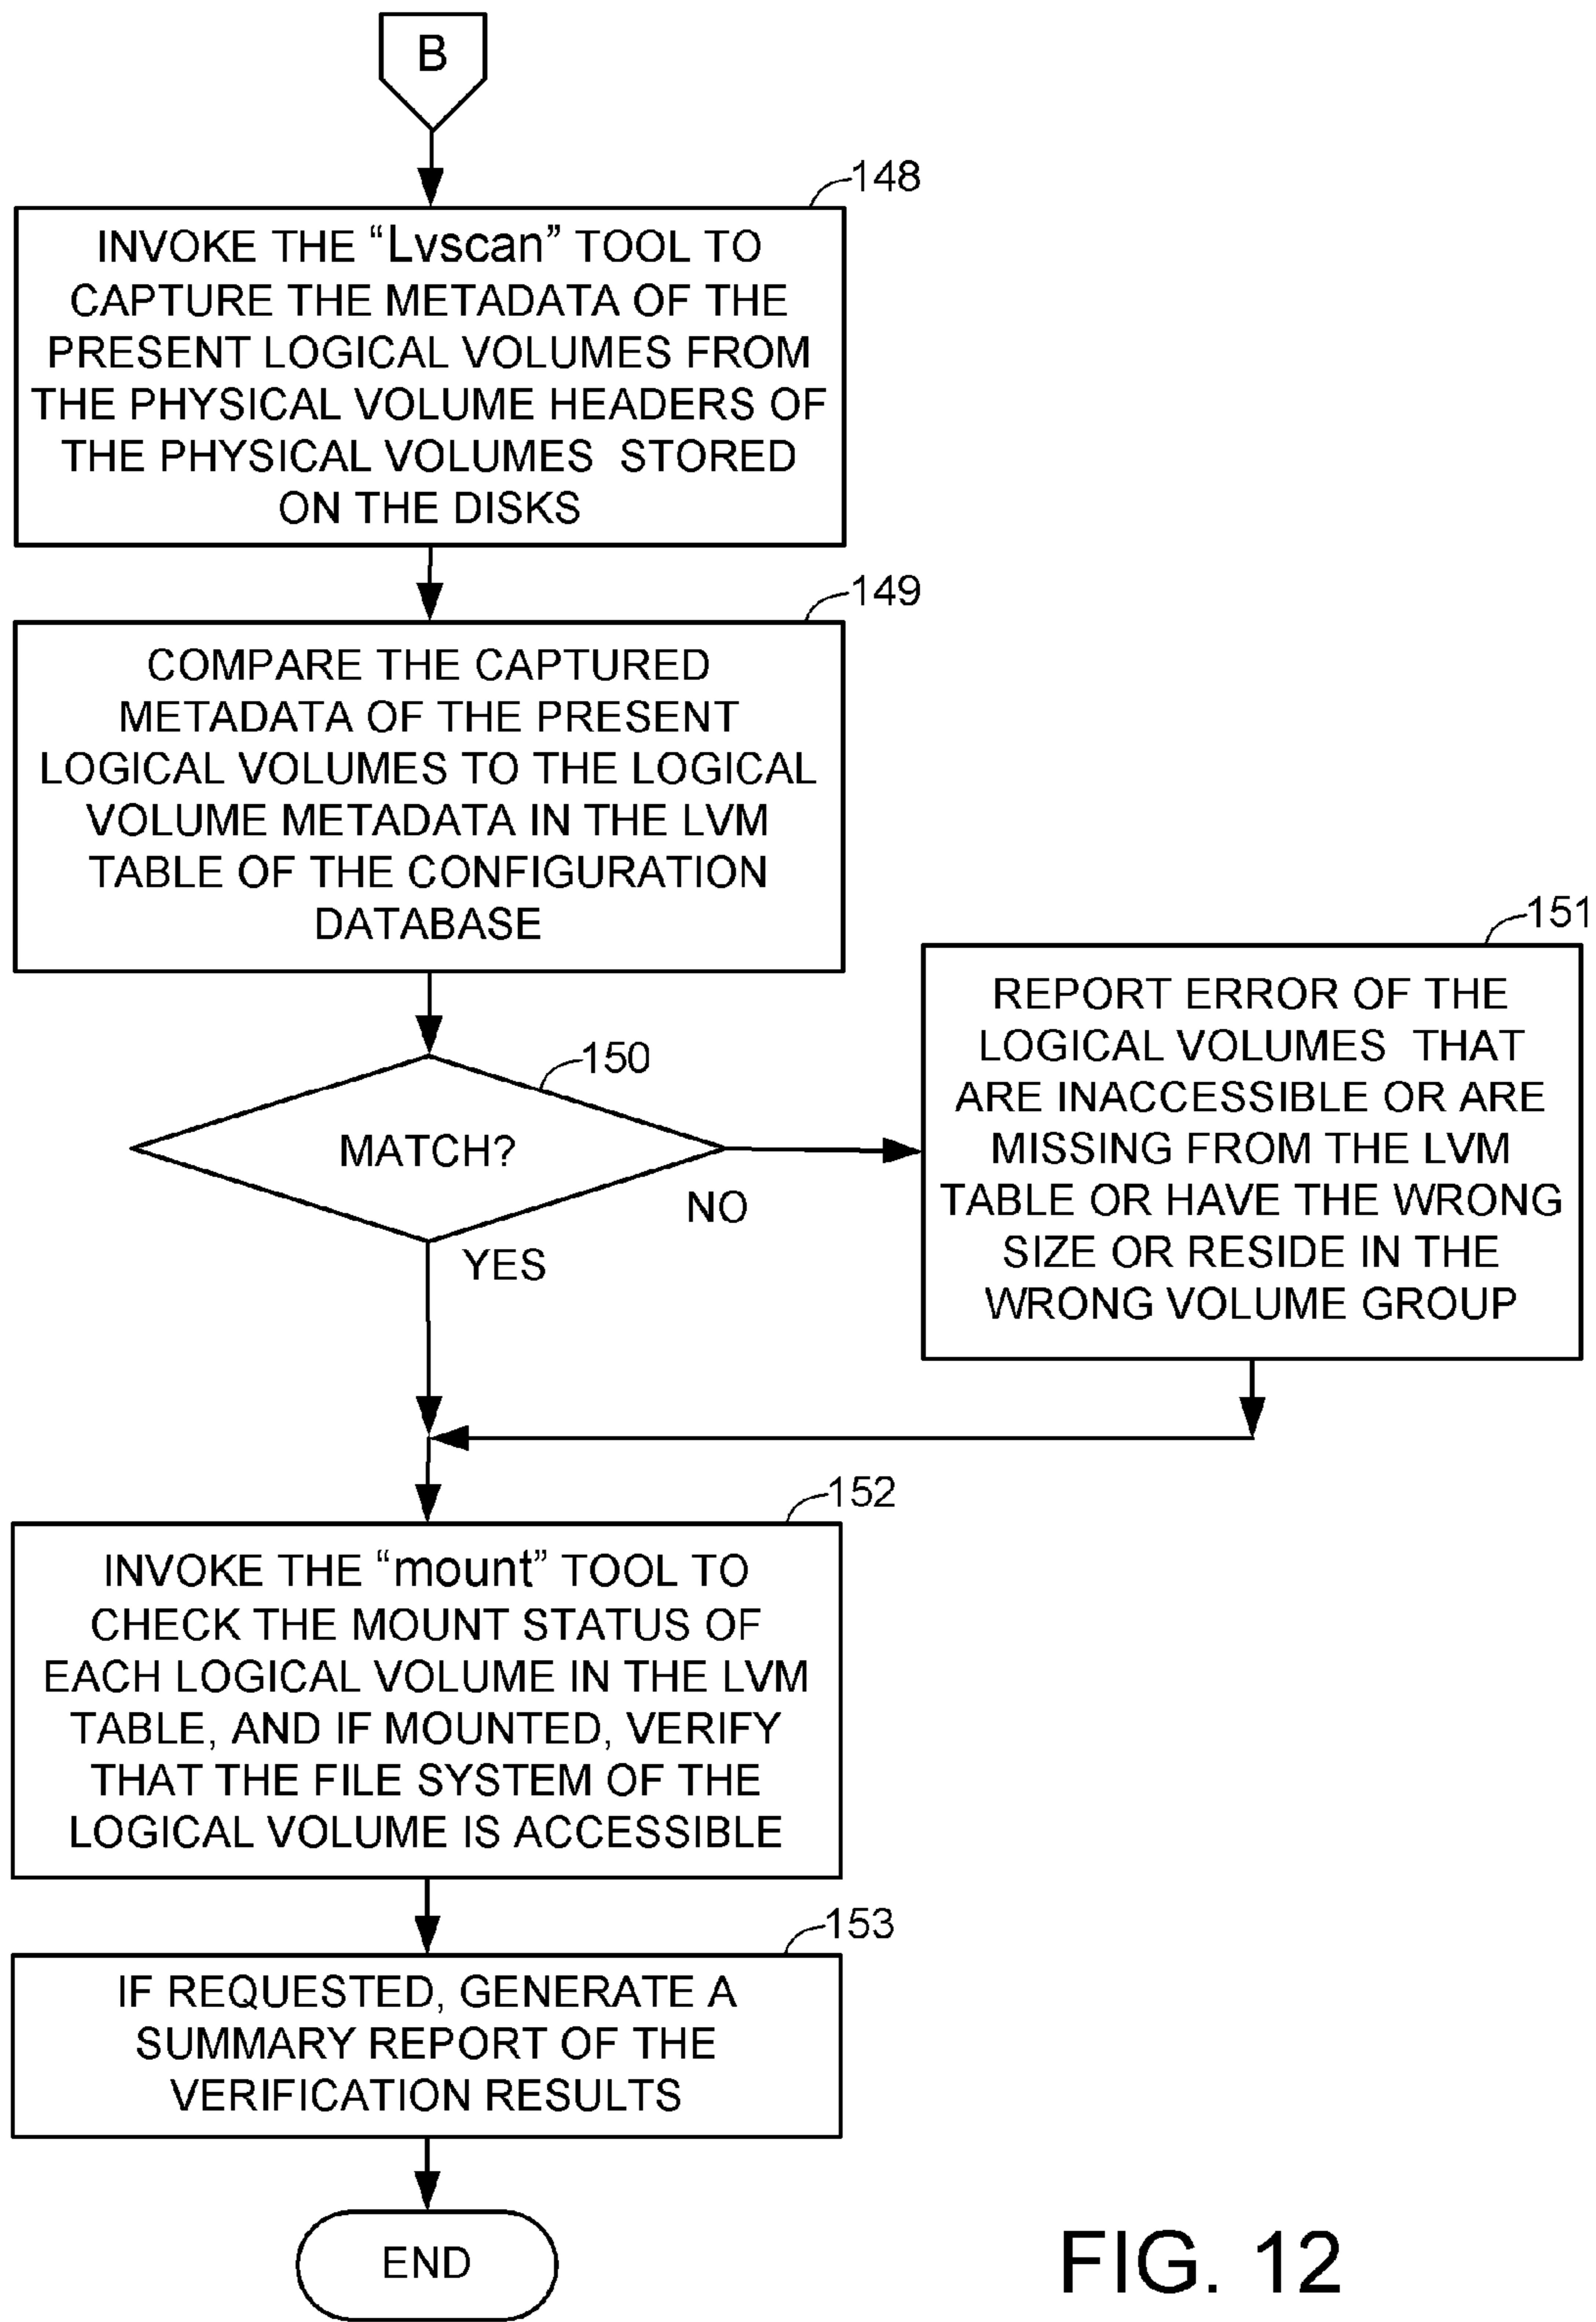 B
148
INVOKE THE “Lvscan” TOOL TO
CAPTURE THE METADATA OF THE
PRESENT LOGICAL VOLUMES FROM
THE PHYSICAL VOLUME HEADERS OF
THE PHYSICAL VOLUMES STORED
ON THE DISKS
149
COMPARE THE CAPTURED
METADATA OF THE PRESENT
LOGICAL VOLUMES TO THE LOGICAL
VOLUME METADATA IN THE LVM
TABLE OF THE CONFIGURATION
DATABASE
150
MATCH?
NO
YES
151
REPORT ERROR OF THE
LOGICAL VOLUMES THAT
ARE INACCESSIBLE OR ARE
MISSING FROM THE LVM
TABLE OR HAVE THE WRONG
SIZE OR RESIDE IN THE
WRONG VOLUME GROUP
152
INVOKE THE “mount” TOOL TO
CHECK THE MOUNT STATUS OF
EACH LOGICAL VOLUME IN THE LVM
TABLE, AND IF MOUNTED, VERIFY
THAT THE FILE SYSTEM OF THE
LOGICAL VOLUME IS ACCESSIBLE
153
IF REQUESTED, GENERATE A
SUMMARY REPORT OF THE
VERIFICATION RESULTS
END
FIG. 12